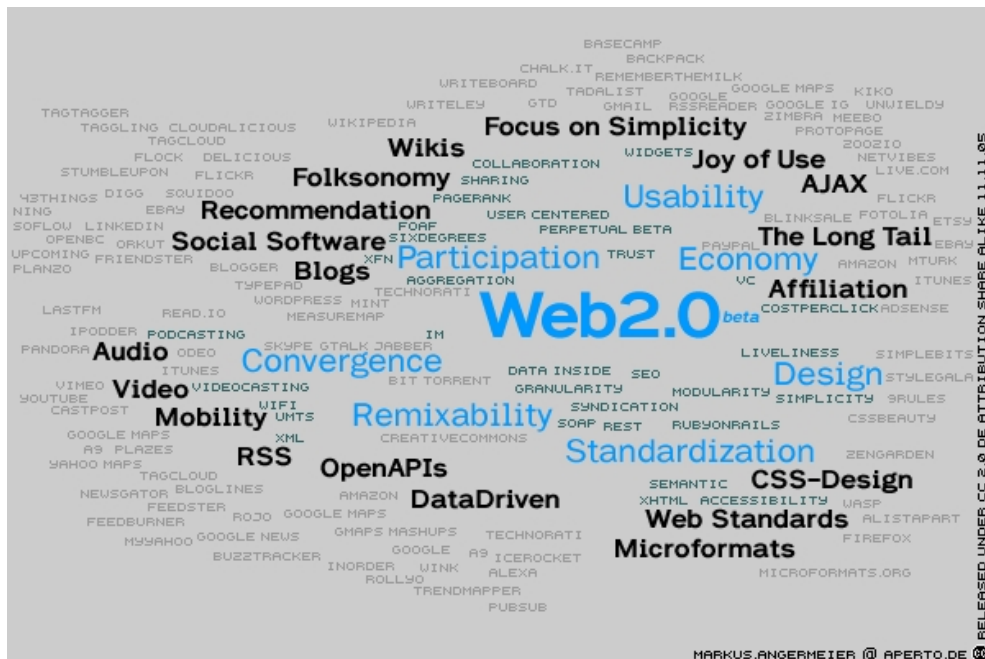 BASECAMP
BACKPACK
CHALK.IT REMEMBERTHEMILK
WRITEBOARD TADALIST GOOGLE MAPS KIKO
GOOGLE
WRITELEY GTD GMAIL RSSREADER GOOGLE IG UNWIELDY
TAGTAGGER ZIMBRA MEEBO
TAGGLING CLOUDALICIOUS WIKIPEDIA Focus on Simplicity PROTOPAGE
TAGCLOUD Wikis ZOOZIO
FLOCK DELICIOUS COLLABORATION WIDGETS Joy of Use NETVIBES
STUMBLEUPON FLICKR Folksonomy SHARING AJAX LIVE.COM
43THINGS DIGG SQUIDOO PAGERANK Usability FLICKR
NING EBAY Recommendation USER CENTERED BLINKSALE FOTOLIA ETSY
SOFLOW LINKEDIN FOAF PERPETUAL BETA
OPENBC ORKUT Social Software SIXDEGREES PAYPAL The Long Tail EBAY
UPCOMING FRIENDSTER XFN Participation TRUST Economy AMAZON MTURK
PLANZO BLOGGER Blogs AGGREGATION VC ITUNES
TYPEPAD TECHNORATI Affiliation
WORDPRESS MINT
LASTFM READ.IO MEASUREMAP Web2.0 beta COSTPERCLICK ADSENSE
IPODDER PODCASTING IM
PANDORA Audio ODEO SKYPE GTALK JABBER LIVELINESS SIMPLEBITS
ITUNES Convergence DATA INSIDE SEO Design STYLEGALA
VIMEO Video VIDEOCASTING BIT TORRENT GRANULARITY MODULARITY
YOUTUBE SIMPLICITY 9RULES
CASTPOST Mobility WIFI UMTS Remixability SYNDICATION CSSBEAUTY
SOAP REST RUBYONRAILS
GOOGLE MAPS XML CREATIVECOMMONS
A9 PLAZES RSS Standardization ZENGARDEN
YAHOO MAPS OpenAPIs
TAGCLOUD SEMANTIC CSS-Design
NEWSGATOR BLOGLINES AMAZON DataDriven XHTML ACCESSIBILITY WASP
FEEDSTER
FEEDBURNER ROJO GOOGLE MAPS Web Standards ALISTAPART
MYYAHOO GOOGLE NEWS GMAPS MASHUPS TECHNORATI FIREFOX
BUZZTRACKER GOOGLE A9 ICEROCKET Microformats
INORDER WINK ALEXA MICROFORMATS.ORG
ROLLYO
TRENDMAPPER
PUBSUB
MARKUS.ANGERMEIER @ APERTO.DE
cc RELEASED UNDER CC 2.0 DE ATTRIBUTION SHARE ALIKE 11.11.05